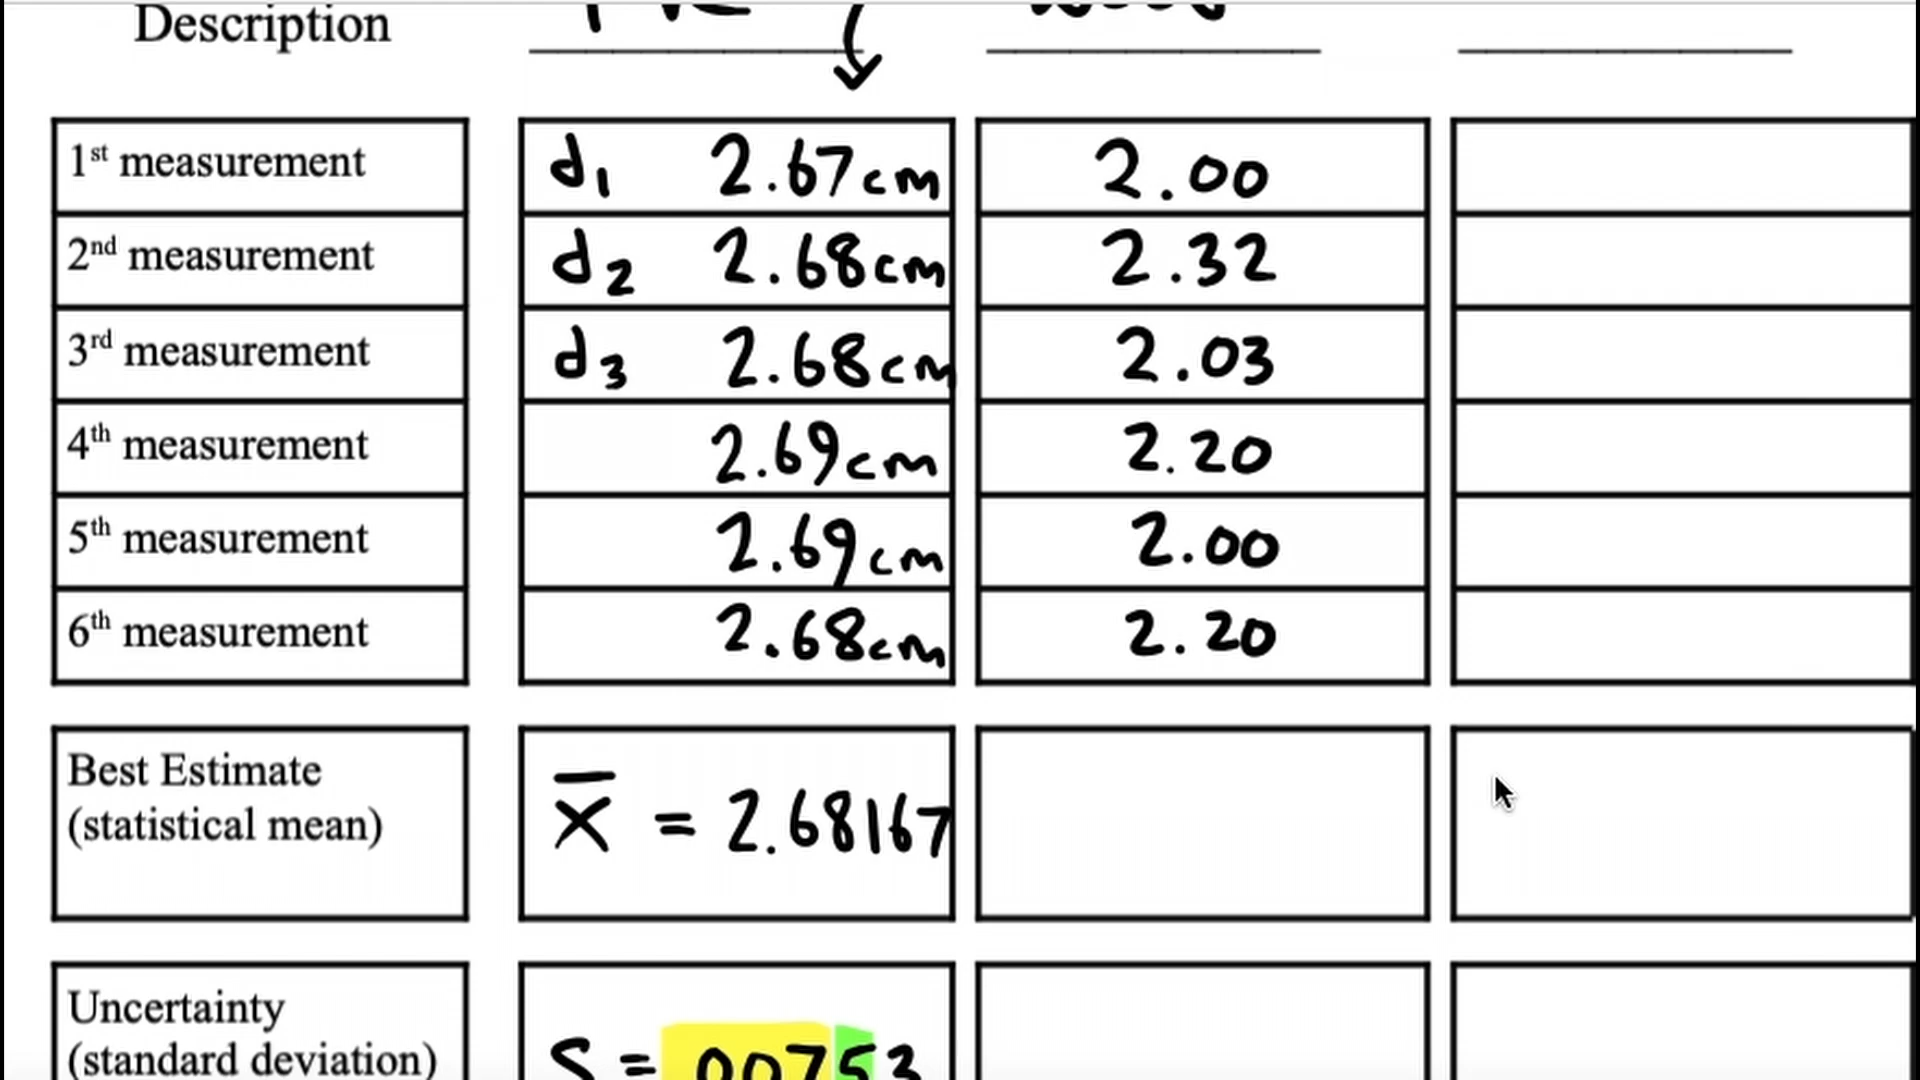 Description
1st measurement d1 2.67cm 2.00
2nd measurement d2 2.68cm 2.32
3rd measurement d3 2.68cm 2.03
4th measurement 2.69cm 2.20
5th measurement 2.69cm 2.00
6th measurement 2.68cm 2.20
Best Estimate
(statistical mean) x̄ = 2.68167
Uncertainty
(standard deviation) S = .00753